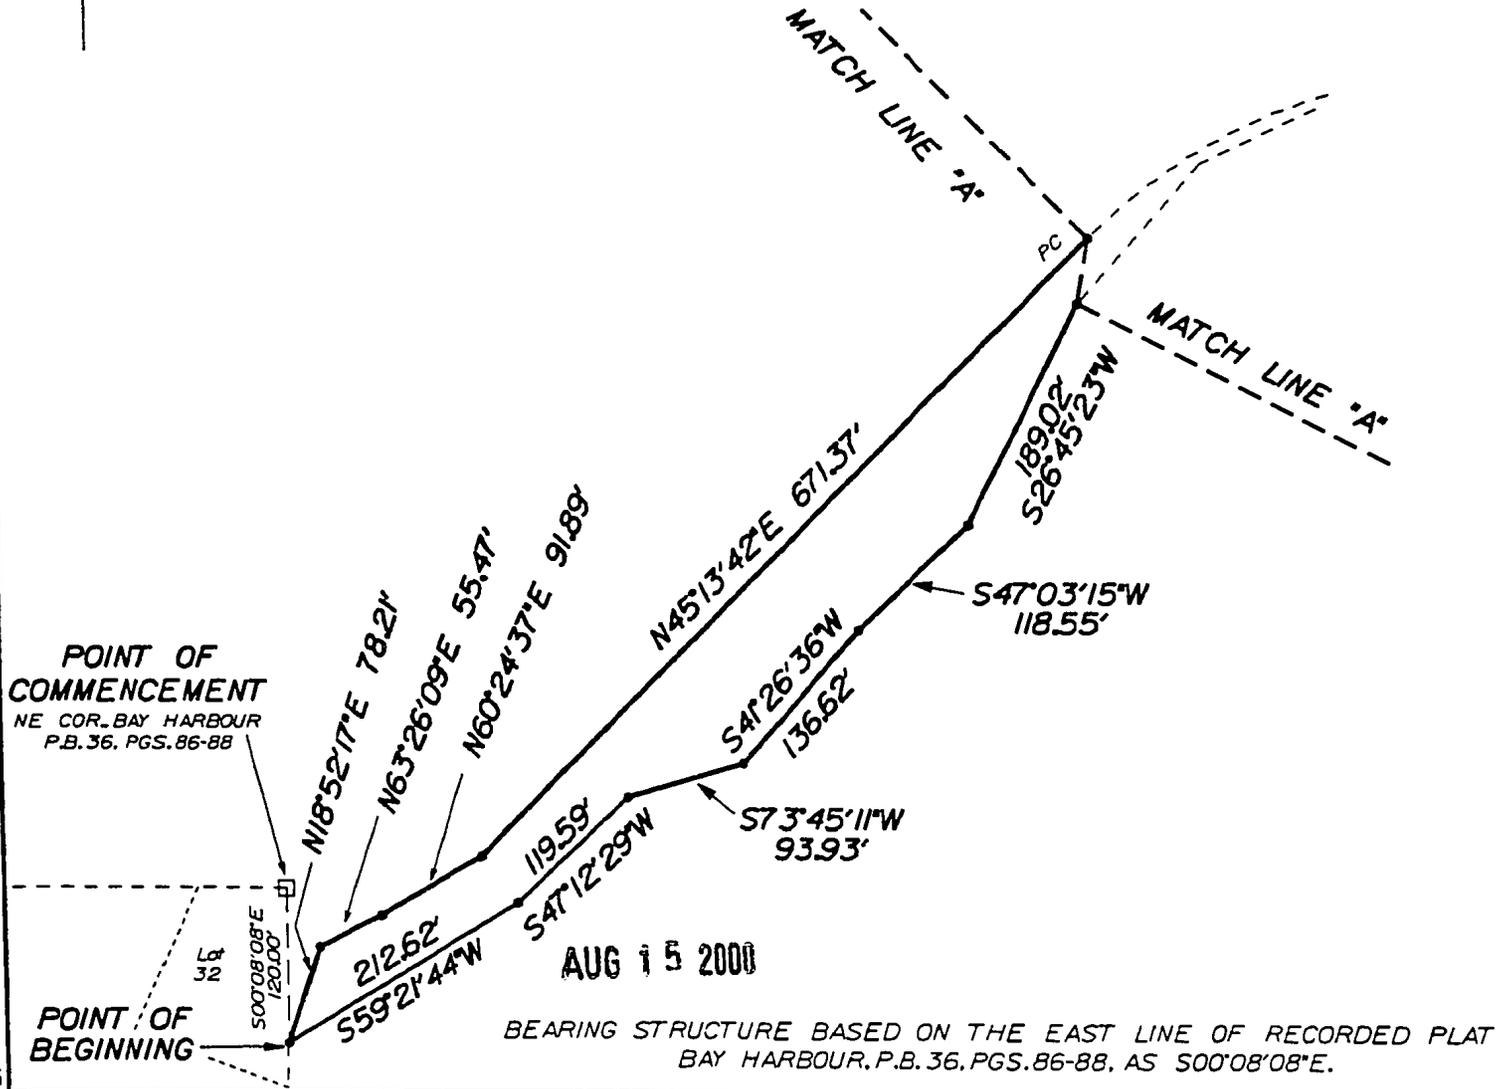 MATCH LINE "A"
PC
MATCH LINE "A"
189.02'
S26°45'23"W
N45°13'42"E 671.37'
S47°03'15"W
118.55'
N18°52'17"E 78.21'
N63°26'09"E 55.47'
N60°24'37"E 91.89'
S41°26'36"W
136.62'
POINT OF
COMMENCEMENT
NE COR. BAY HARBOUR
P.B. 36, PGS. 86-88
S73°45'11"W
93.93'
119.59'
S47°12'29"W
212.62'
S59°21'44"W
Lot
32
S00°08'08"E
120.00'
AUG 15 2000
POINT OF
BEGINNING
BEARING STRUCTURE BASED ON THE EAST LINE OF RECORDED PLAT
BAY HARBOUR, P.B. 36, PGS. 86-88, AS S00°08'08"E.